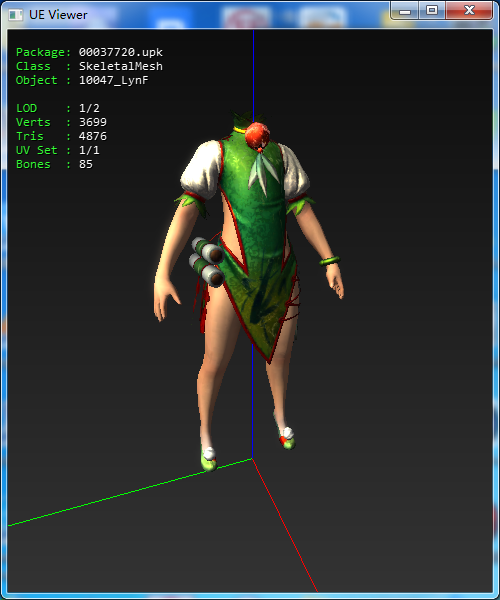 UE Viewer
Package: 00037720.upk
Class : SkeletalMesh
Object : 10047_LynF
LOD : 1/2
Verts : 3699
Tris : 4876
UV Set : 1/1
Bones : 85